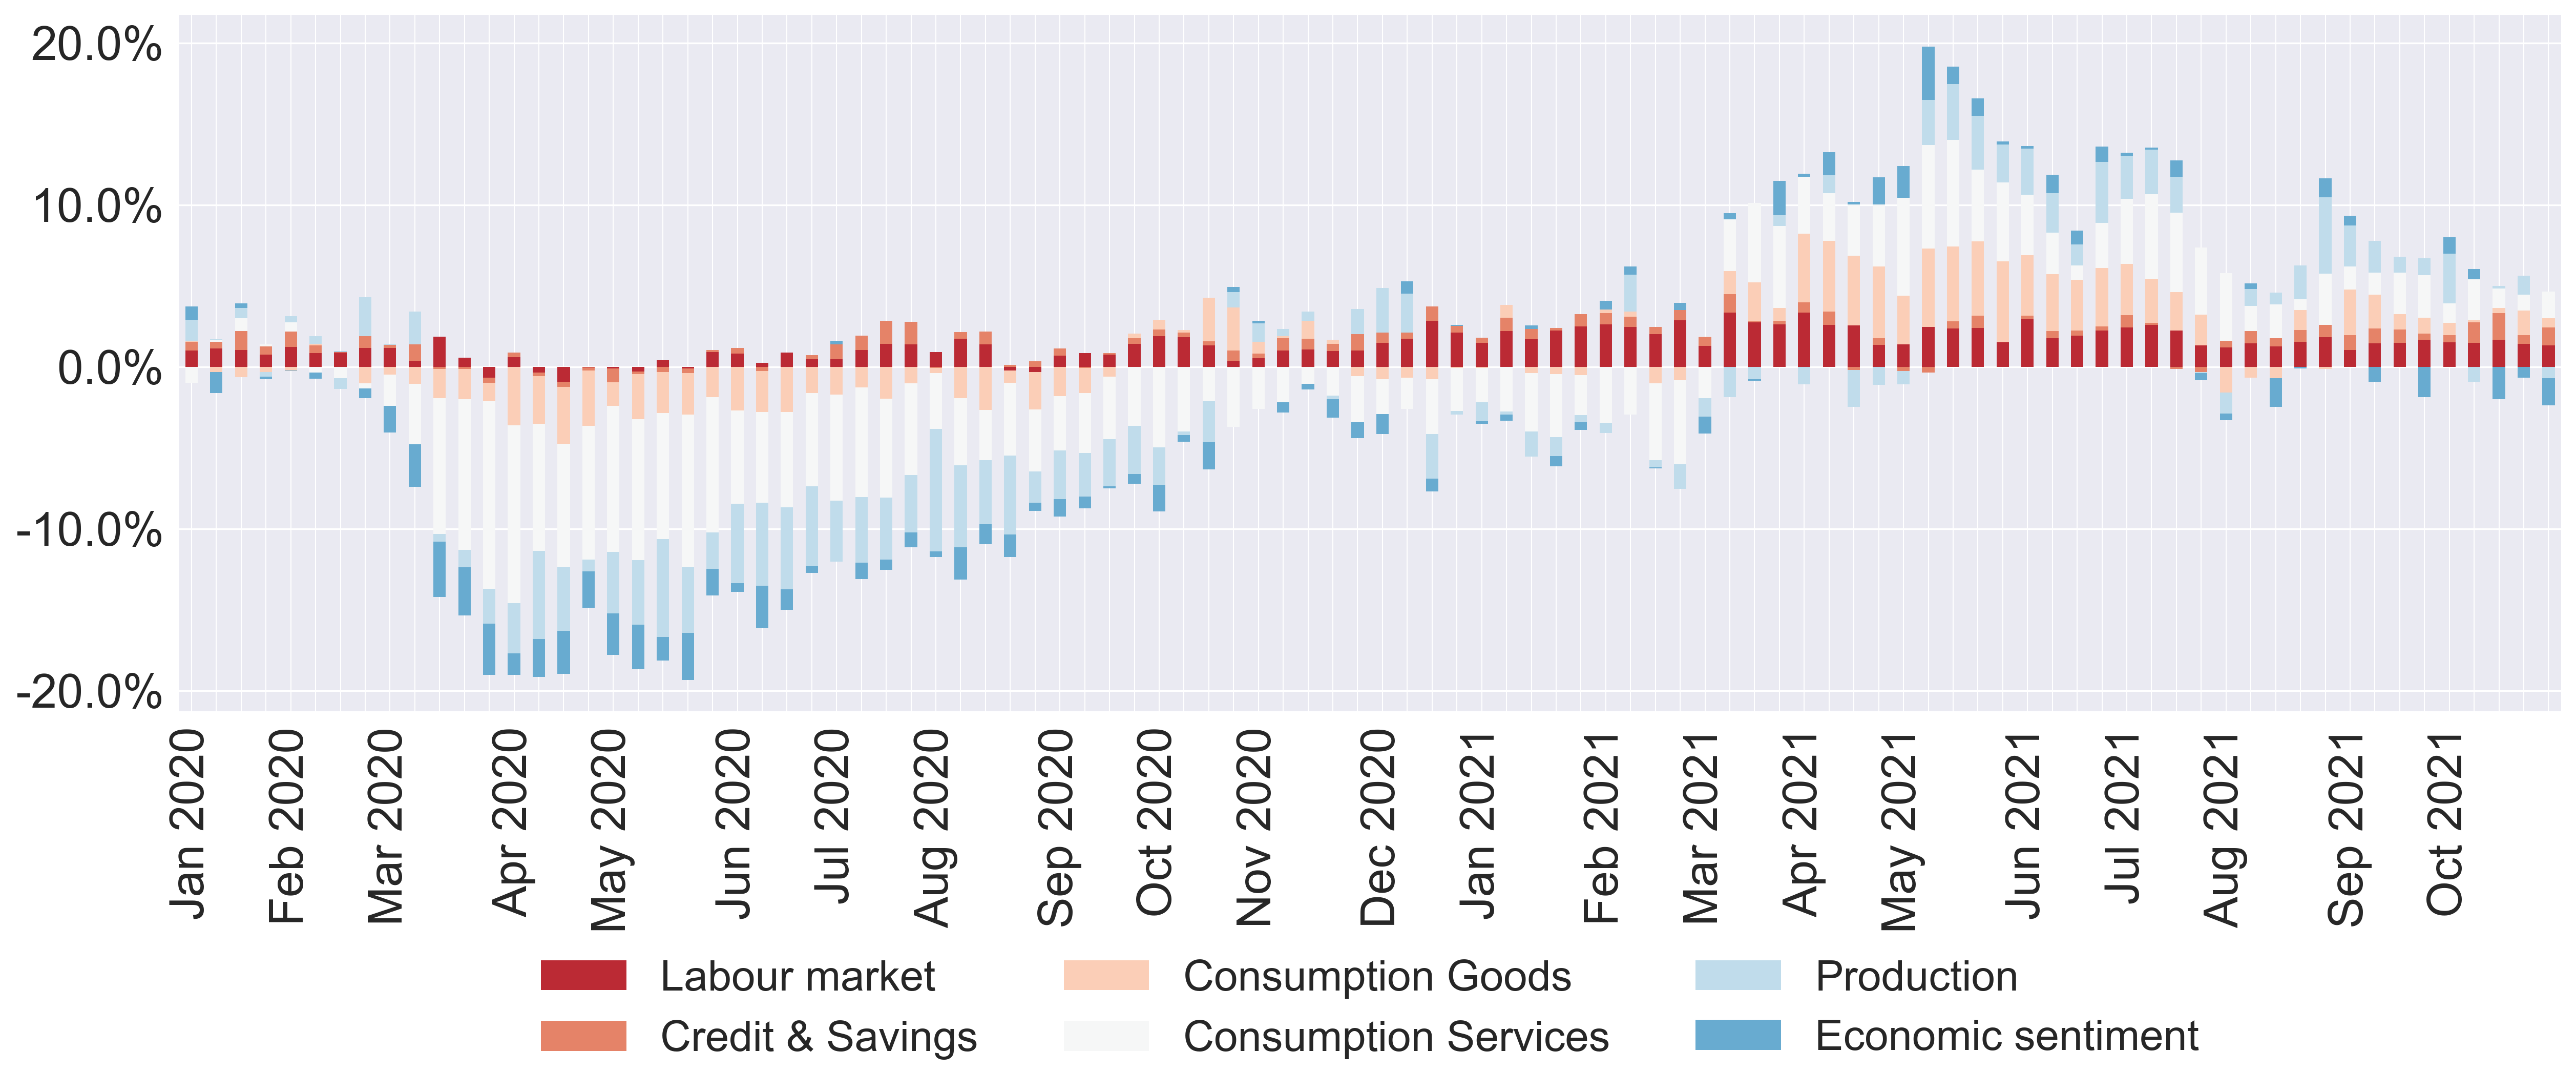 20.0%
10.0%
0.0%
-10.0%
-20.0%
Jan 2020
Feb 2020
Mar 2020
Apr 2020
May 2020
Jun 2020
Jul 2020
Aug 2020
Sep 2020
Oct 2020
Nov 2020
Dec 2020
Jan 2021
Feb 2021
Mar 2021
Apr 2021
May 2021
Jun 2021
Jul 2021
Aug 2021
Sep 2021
Oct 2021
Labour market
Consumption Goods
Production
Credit & Savings
Consumption Services
Economic sentiment